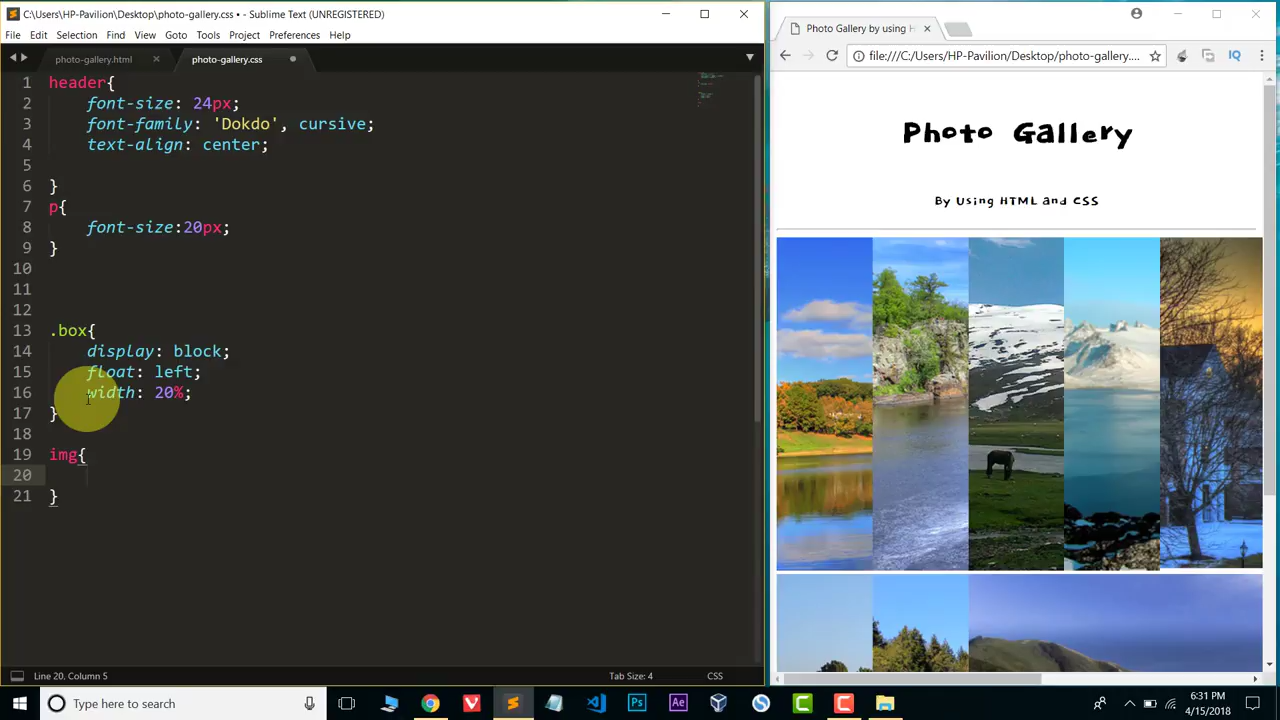 C:\Users\HP-Pavilion\Desktop\photo-gallery.css • - Sublime Text (UNREGISTERED)
File Edit Selection Find View Goto Tools Project Preferences Help
photo-gallery.html
photo-gallery.css
1 header{
2 font-size: 24px;
3 font-family: 'Dokdo', cursive;
4 text-align: center;
5
6 }
7 p{
8 font-size:20px;
9 }
10
11
12
13 .box{
14 display: block;
15 float: left;
16 width: 20%;
17 }
18
19 img{
20
21 }
Line 20, Column 5
Tab Size: 4
CSS
Photo Gallery by using H
file:///C:/Users/HP-Pavilion/Desktop/photo-gallery....
IQ
Photo Gallery
By Using HTML and CSS
Type here to search
Ps
Ae
6:31 PM
4/15/2018